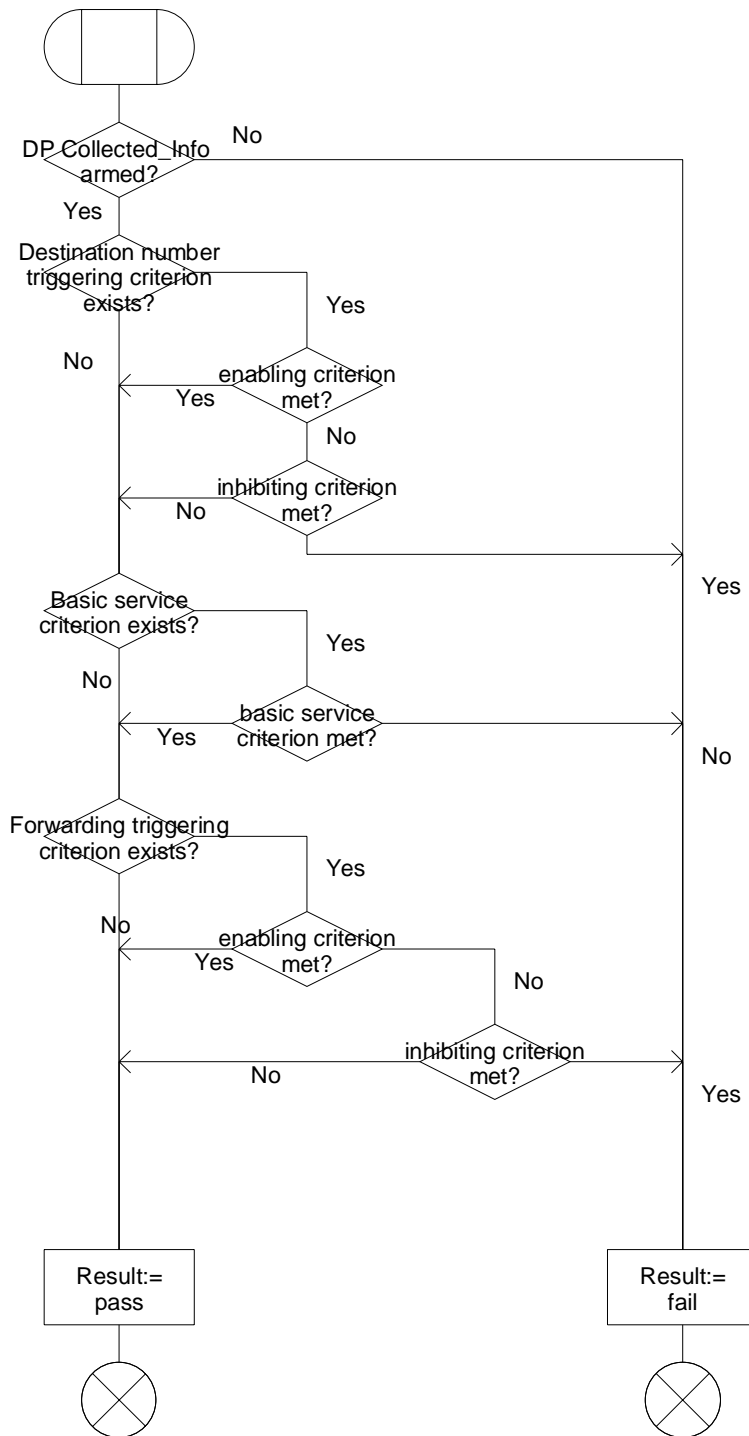 No
DP Collected_Info
armed?
Yes
Destination number
triggering criterion
exists?
Yes
No
enabling criterion
met?
Yes
No
inhibiting criterion
met?
No
Yes
Basic service
criterion exists?
Yes
No
basic service
criterion met?
Yes
No
Forwarding triggering
criterion exists?
Yes
No
enabling criterion
met?
Yes
No
inhibiting criterion
met?
No
Yes
Result:=
pass
Result:=
fail